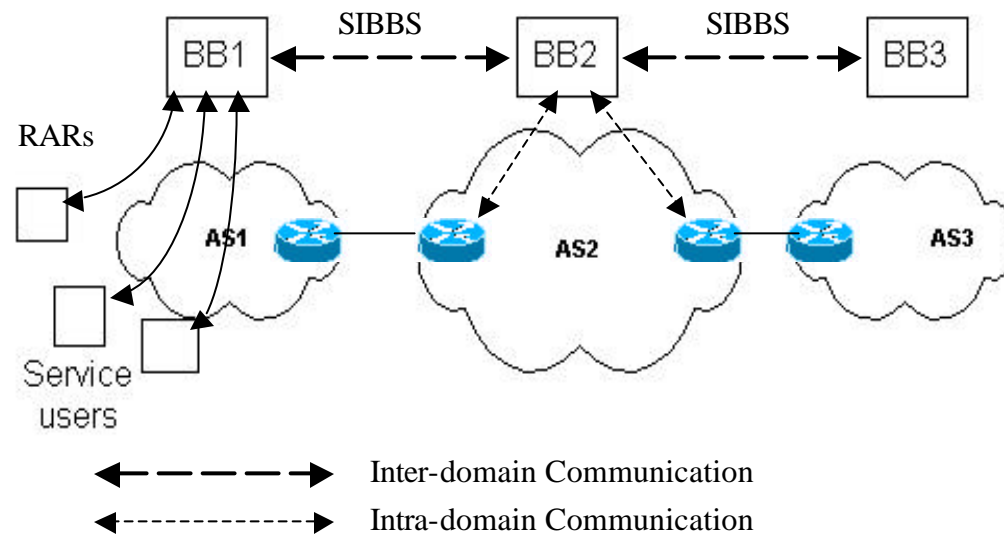 SIBBS
SIBBS
BB1
BB2
BB3
RARs
AS1
AS2
AS3
Service
users
Inter-domain Communication
Intra-domain Communication